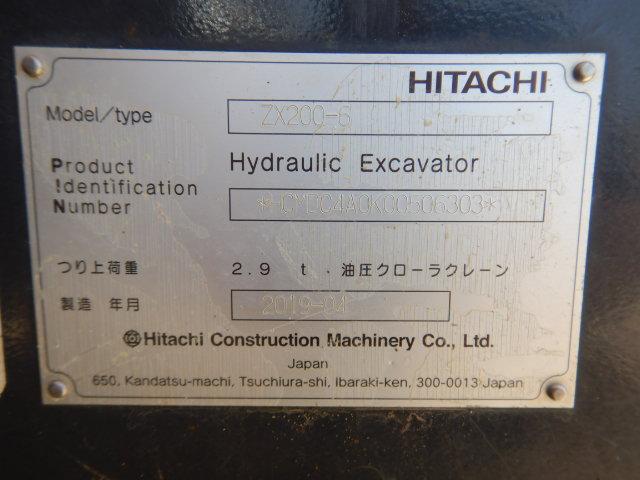 HITACHI
Model/type ZX200-6
Product Hydraulic Excavator
Identification
Number *HCMDC4A0K00506303*
つり上荷重 2.9 t ・油圧クローラクレーン
製造 年月 2019-04
Hitachi Construction Machinery Co., Ltd.
Japan
650, Kandatsu-machi, Tsuchiura-shi, Ibaraki-ken, 300-0013 Japan